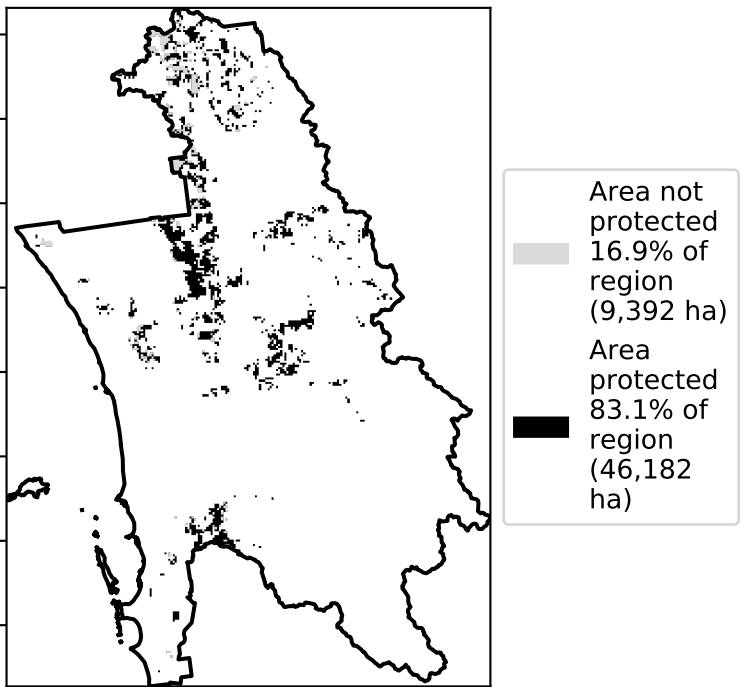 Area not
protected
16.9% of
region
(9,392 ha)
Area
protected
83.1% of
region
(46,182
ha)